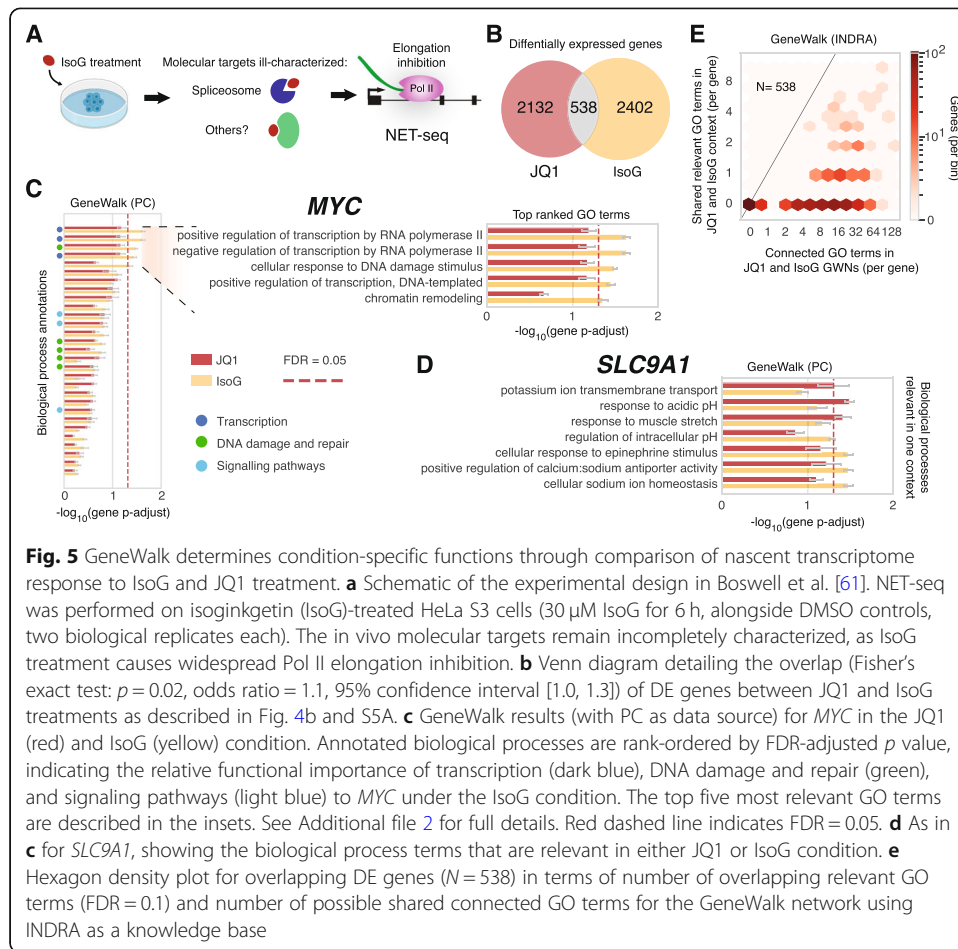 A
IsoG treatment
Molecular targets ill-characterized:
Spliceosome
Others?
Elongation
inhibition
Pol II
NET-seq
B
Diffentially expressed genes
2132
538
2402
JQ1
IsoG
E
GeneWalk (INDRA)
Shared relevant GO terms in
JQ1 and IsoG context (per gene)
8
4
2
1
0
N= 538
0 1 2 4 8 16 32 64 128
Connected GO terms in
JQ1 and IsoG GWNs (per gene)
10²
10¹
0
Genes (per bin)
C
GeneWalk (PC)
Biological process annotations
0 1 2
-log10(gene p-adjust)
MYC
Top ranked GO terms
positive regulation of transcription by RNA polymerase II
negative regulation of transcription by RNA polymerase II
cellular response to DNA damage stimulus
positive regulation of transcription, DNA-templated
chromatin remodeling
0 1 2
-log10(gene p-adjust)
JQ1
IsoG
FDR = 0.05
Transcription
DNA damage and repair
Signalling pathways
D
SLC9A1
GeneWalk (PC)
potassium ion transmembrane transport
response to acidic pH
response to muscle stretch
regulation of intracellular pH
cellular response to epinephrine stimulus
positive regulation of calcium:sodium antiporter activity
cellular sodium ion homeostasis
0 1 2
-log10(gene p-adjust)
Biological processes
relevant in one context
Fig. 5 GeneWalk determines condition-specific functions through comparison of nascent transcriptome
response to IsoG and JQ1 treatment. a Schematic of the experimental design in Boswell et al. [61]. NET-seq
was performed on isoginkgetin (IsoG)-treated HeLa S3 cells (30 μM IsoG for 6 h, alongside DMSO controls,
two biological replicates each). The in vivo molecular targets remain incompletely characterized, as IsoG
treatment causes widespread Pol II elongation inhibition. b Venn diagram detailing the overlap (Fisher's
exact test: p = 0.02, odds ratio = 1.1, 95% confidence interval [1.0, 1.3]) of DE genes between JQ1 and IsoG
treatments as described in Fig. 4b and S5A. c GeneWalk results (with PC as data source) for MYC in the JQ1
(red) and IsoG (yellow) condition. Annotated biological processes are rank-ordered by FDR-adjusted p value,
indicating the relative functional importance of transcription (dark blue), DNA damage and repair (green),
and signaling pathways (light blue) to MYC under the IsoG condition. The top five most relevant GO terms
are described in the insets. See Additional file 2 for full details. Red dashed line indicates FDR = 0.05. d As in
c for SLC9A1, showing the biological process terms that are relevant in either JQ1 or IsoG condition. e
Hexagon density plot for overlapping DE genes (N = 538) in terms of number of overlapping relevant GO
terms (FDR = 0.1) and number of possible shared connected GO terms for the GeneWalk network using
INDRA as a knowledge base